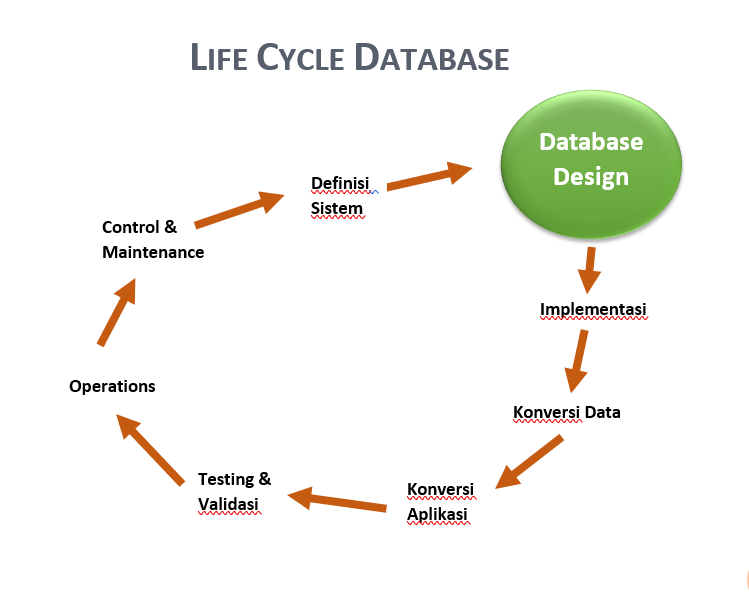 LIFE CYCLE DATABASE
Database
Design
Definisi
Sistem
Control &
Maintenance
Implementasi
Operations
Konversi Data
Testing &
Validasi
Konversi
Aplikasi